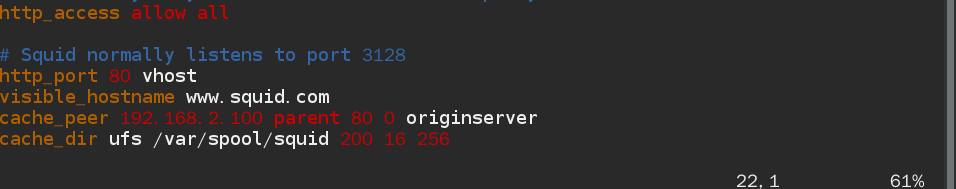 http_access allow all
# Squid normally listens to port 3128
http_port 80 vhost
visible_hostname www.squid.com
cache_peer 192.168.2.100 parent 80 0 originserver
cache_dir ufs /var/spool/squid 200 16 256
22,1 61%